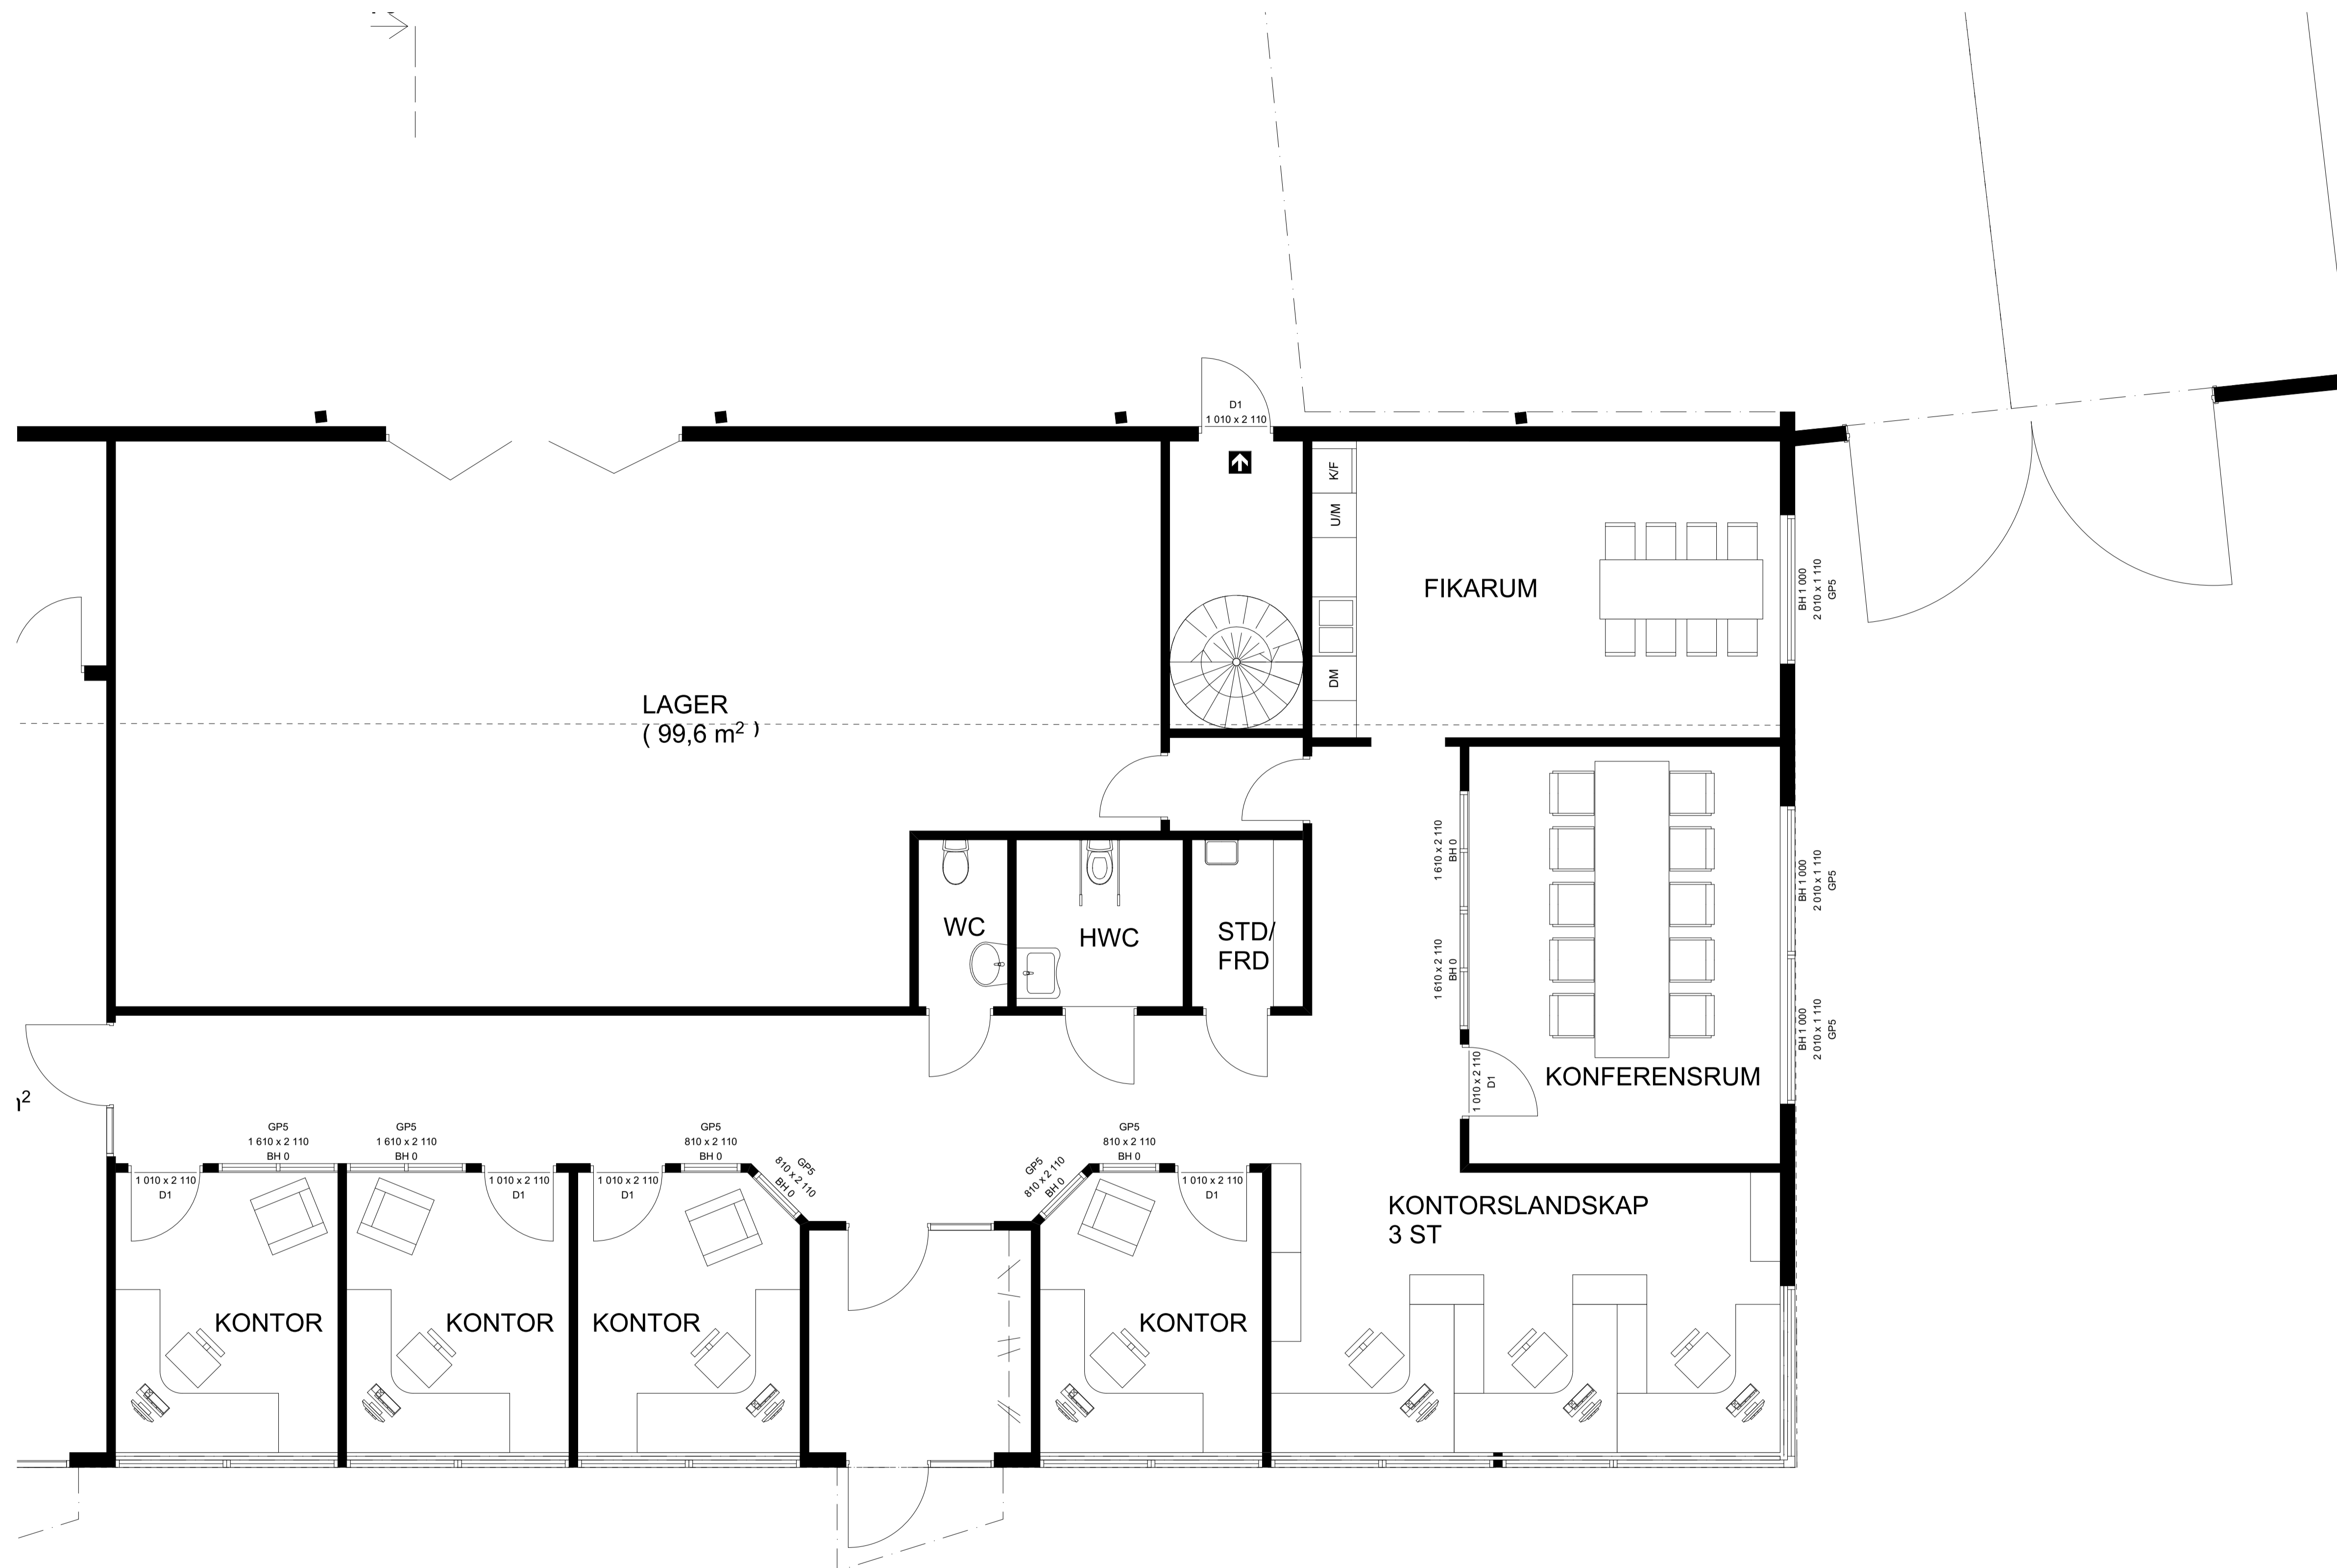 D1
1 010 x 2 110
K/F
U/M
DM
FIKARUM
BH 1 000
2 010 x 1 110
GP5
LAGER
( 99,6 m² )
WC
HWC
STD/
FRD
1 610 x 2 110
BH 0
1 610 x 2 110
BH 0
BH 1 000
2 010 x 1 110
GP5
BH 1 000
2 010 x 1 110
GP5
1 010 x 2 110
D1
KONFERENSRUM
GP5
1 610 x 2 110
BH 0
GP5
1 610 x 2 110
BH 0
GP5
810 x 2 110
BH 0
GP5
810 x 2 110
BH 0
GP5
810 x 2 110
BH 0
GP5
810 x 2 110
BH 0
1 010 x 2 110
D1
1 010 x 2 110
D1
1 010 x 2 110
D1
1 010 x 2 110
D1
KONTORSLANDSKAP
3 ST
KONTOR
KONTOR
KONTOR
KONTOR